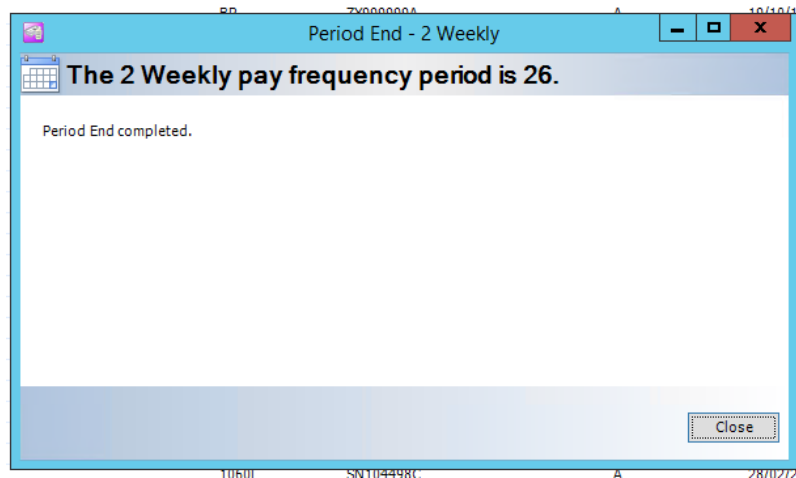 Period End - 2 Weekly
The 2 Weekly pay frequency period is 26.
Period End completed.
Close
A